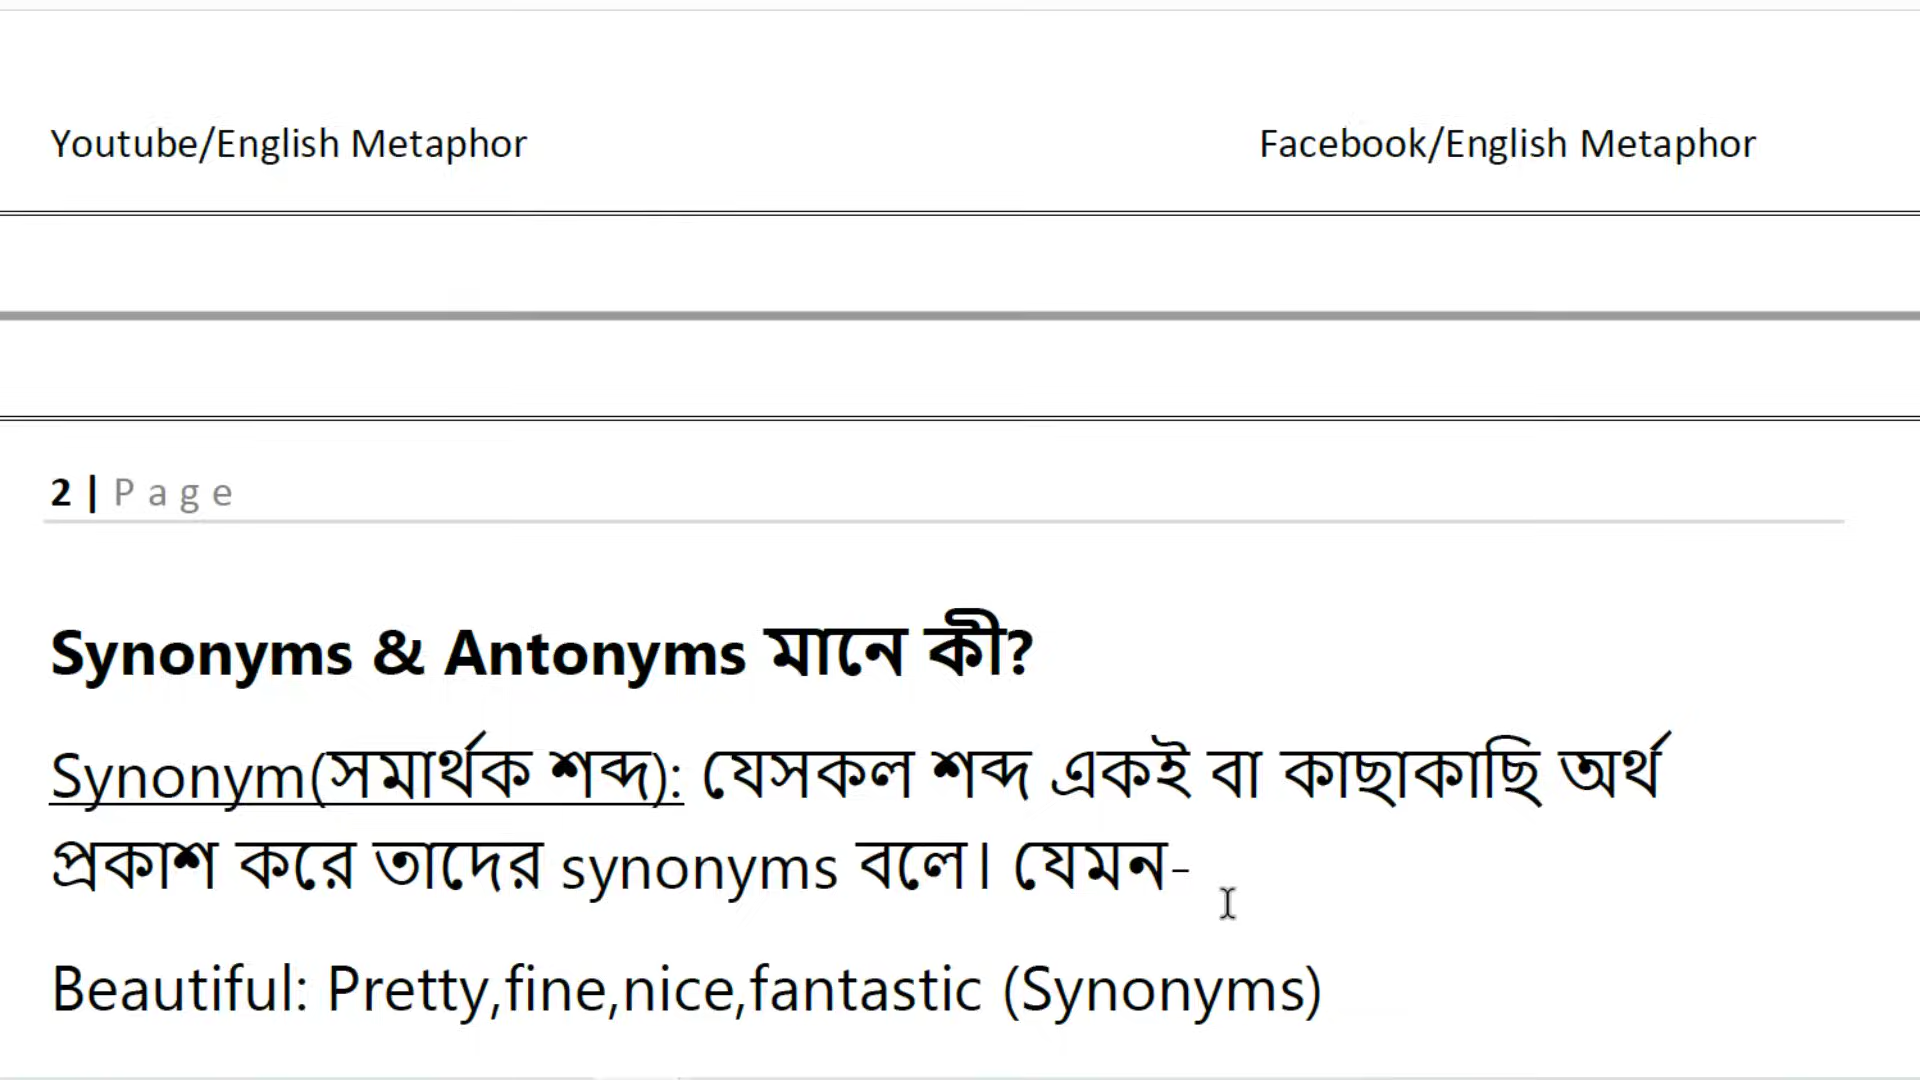 Youtube/English Metaphor Facebook/English Metaphor
2 | P a g e
Synonyms & Antonyms মানে কী?
Synonym(সমার্থক শব্দ): যেসকল শব্দ একই বা কাছাকাছি অর্থ
প্রকাশ করে তাদের synonyms বলে। যেমন-
Beautiful: Pretty,fine,nice,fantastic (Synonyms)